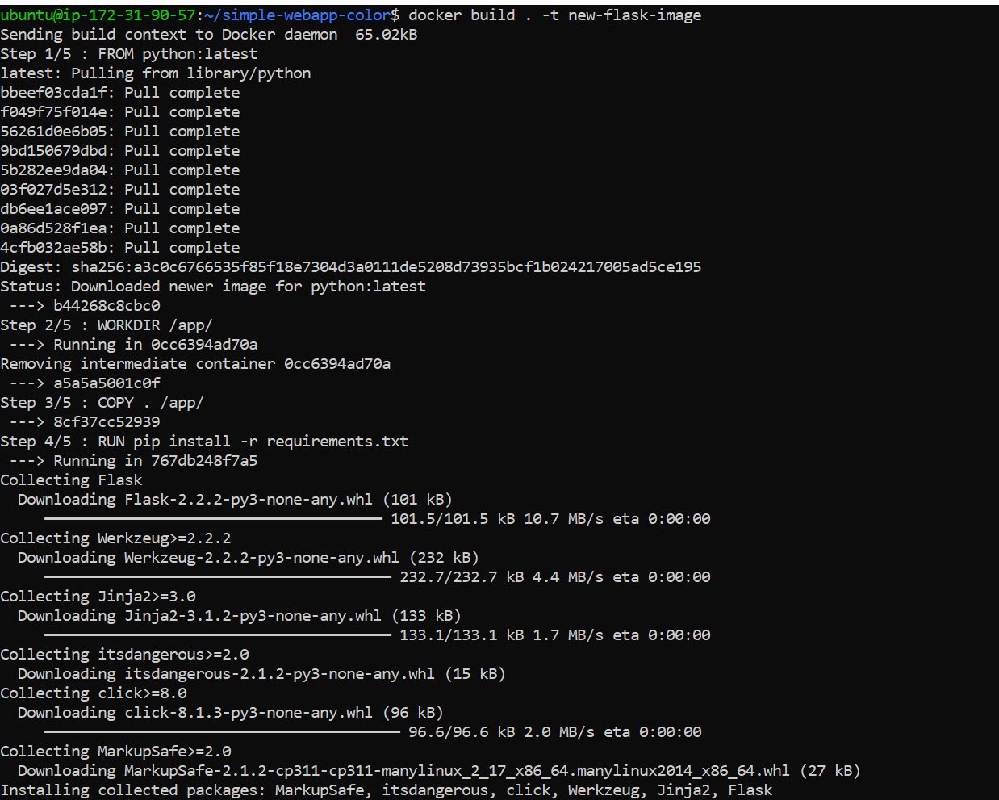 ubuntu@ip-172-31-90-57:~/simple-webapp-color$ docker build . -t new-flask-image
Sending build context to Docker daemon  65.02kB
Step 1/5 : FROM python:latest
latest: Pulling from library/python
bbeef03cda1f: Pull complete
f049f75f014e: Pull complete
56261d0e6b05: Pull complete
9bd150679dbd: Pull complete
5b282ee9da04: Pull complete
03f027d5e312: Pull complete
db6ee1ace097: Pull complete
0a86d528f1ea: Pull complete
4cfb032ae58b: Pull complete
Digest: sha256:a3c0c6766535f85f18e7304d3a0111de5208d73935bcf1b024217005ad5ce195
Status: Downloaded newer image for python:latest
 ---> b44268c8cbc0
Step 2/5 : WORKDIR /app/
 ---> Running in 0cc6394ad70a
Removing intermediate container 0cc6394ad70a
 ---> a5a5a5001c0f
Step 3/5 : COPY . /app/
 ---> 8cf37cc52939
Step 4/5 : RUN pip install -r requirements.txt
 ---> Running in 767db248f7a5
Collecting Flask
  Downloading Flask-2.2.2-py3-none-any.whl (101 kB)
     101.5/101.5 kB 10.7 MB/s eta 0:00:00
Collecting Werkzeug>=2.2.2
  Downloading Werkzeug-2.2.2-py3-none-any.whl (232 kB)
     232.7/232.7 kB 4.4 MB/s eta 0:00:00
Collecting Jinja2>=3.0
  Downloading Jinja2-3.1.2-py3-none-any.whl (133 kB)
     133.1/133.1 kB 1.7 MB/s eta 0:00:00
Collecting itsdangerous>=2.0
  Downloading itsdangerous-2.1.2-py3-none-any.whl (15 kB)
Collecting click>=8.0
  Downloading click-8.1.3-py3-none-any.whl (96 kB)
     96.6/96.6 kB 2.0 MB/s eta 0:00:00
Collecting MarkupSafe>=2.0
  Downloading MarkupSafe-2.1.2-cp311-cp311-manylinux_2_17_x86_64.manylinux2014_x86_64.whl (27 kB)
Installing collected packages: MarkupSafe, itsdangerous, click, Werkzeug, Jinja2, Flask